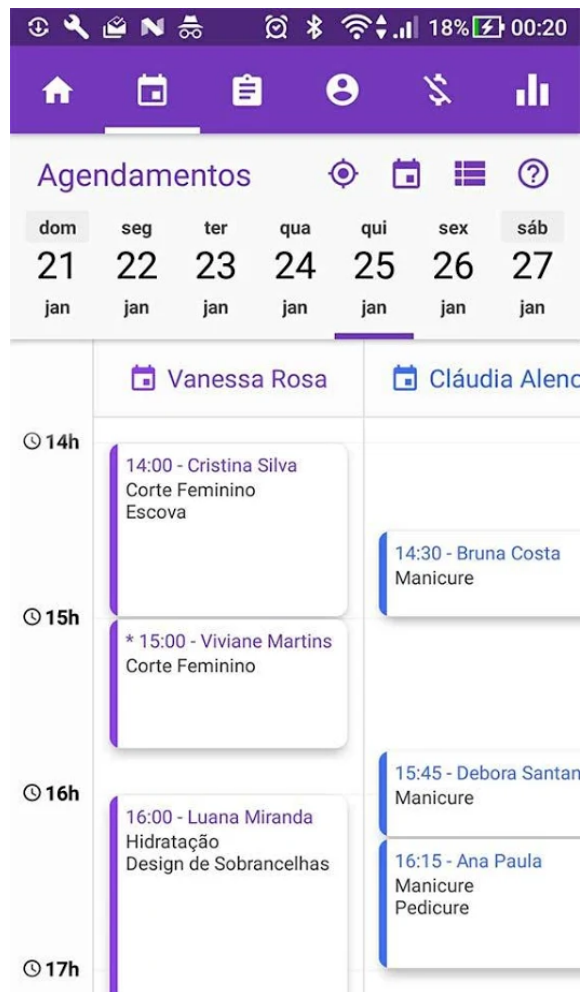 18% 00:20
Agendamentos
dom seg ter qua qui sex sáb
21 22 23 24 25 26 27
jan jan jan jan jan jan jan
Vanessa Rosa
Cláudia Alenc
14h
14:00 - Cristina Silva
Corte Feminino
Escova
14:30 - Bruna Costa
Manicure
15h
* 15:00 - Viviane Martins
Corte Feminino
15:45 - Debora Santan
Manicure
16h
16:00 - Luana Miranda
Hidratação
Design de Sobrancelhas
16:15 - Ana Paula
Manicure
Pedicure
17h